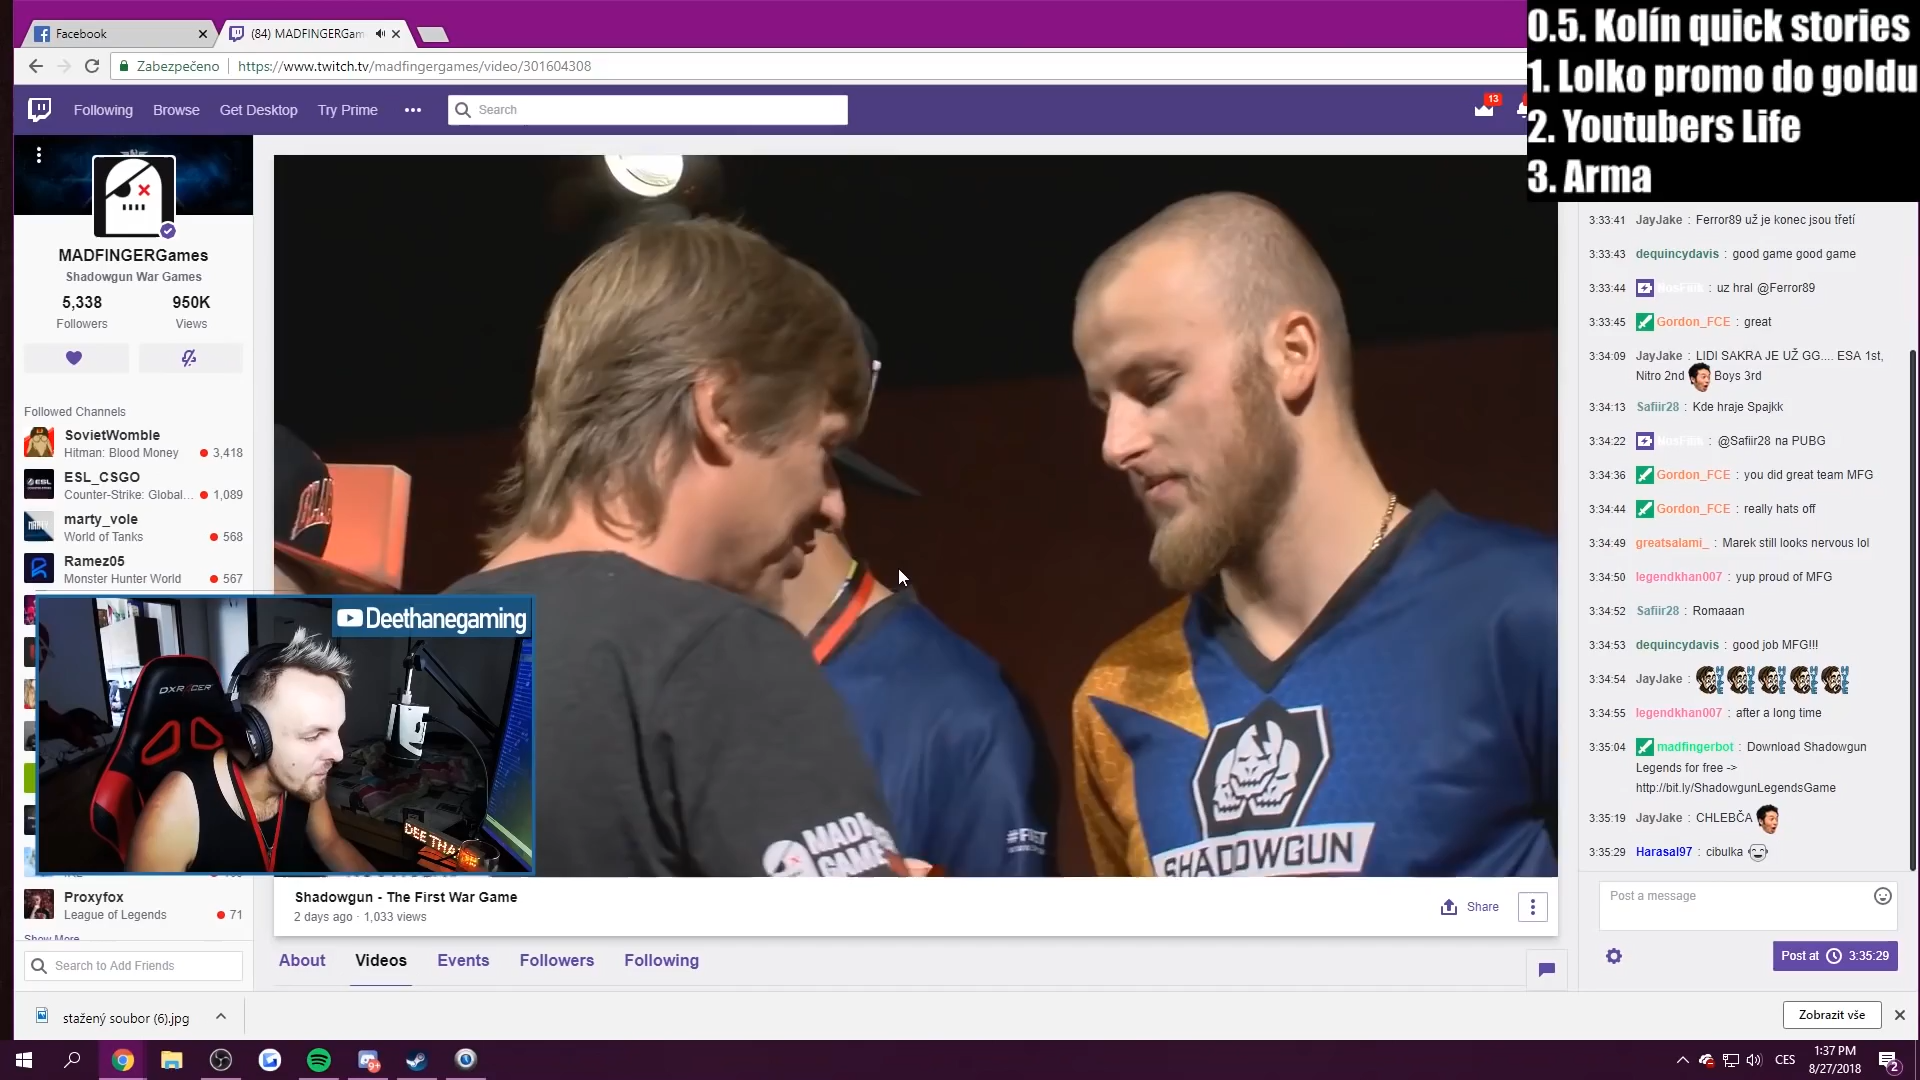 Facebook
(84) MADFINGERGam
Zabezpečeno
https://www.twitch.tv/madfingergames/video/301604308
0.5. Kolín quick stories
1. Lolko promo do goldu
2. Youtubers Life
3. Arma
Following
Browse
Get Desktop
Try Prime
Search
13
MADFINGERGames
Shadowgun War Games
5,338
950K
Followers
Views
Followed Channels
SovietWomble
Hitman: Blood Money
3,418
ESL_CSGO
Counter-Strike: Global...
1,089
marty_vole
World of Tanks
568
Ramez05
Monster Hunter World
567
Deethanegaming
DXRACER
DEE THANE
Proxyfox
League of Legends
71
Show More
Search to Add Friends
#FIRST
SHADOWGUN
Shadowgun - The First War Game
2 days ago · 1,033 views
Share
About
Videos
Events
Followers
Following
3:33:41 JayJake : Ferror89 už je konec jsou třetí
3:33:43 dequincydavis : good game good game
3:33:44 : uz hral @Ferror89
3:33:45 Gordon_FCE : great
3:34:09 JayJake : LIDI SAKRA JE UŽ GG.... ESA 1st,
Nitro 2nd Boys 3rd
3:34:13 Safiir28 : Kde hraje Spajkk
3:34:22 : @Safiir28 na PUBG
3:34:36 Gordon_FCE : you did great team MFG
3:34:44 Gordon_FCE : really hats off
3:34:49 greatsalami_ : Marek still looks nervous lol
3:34:50 legendkhan007 : yup proud of MFG
3:34:52 Safiir28 : Romaaan
3:34:53 dequincydavis : good job MFG!!!
3:34:54 JayJake :
3:34:55 legendkhan007 : after a long time
3:35:04 madfingerbot : Download Shadowgun
Legends for free ->
http://bit.ly/ShadowgunLegendsGame
3:35:19 JayJake : CHLEBČA
3:35:29 Harasal97 : cibulka
Post a message
Post at 3:35:29
stažený soubor (6).jpg
Zobrazit vše
9+
CES
1:37 PM
8/27/2018
2